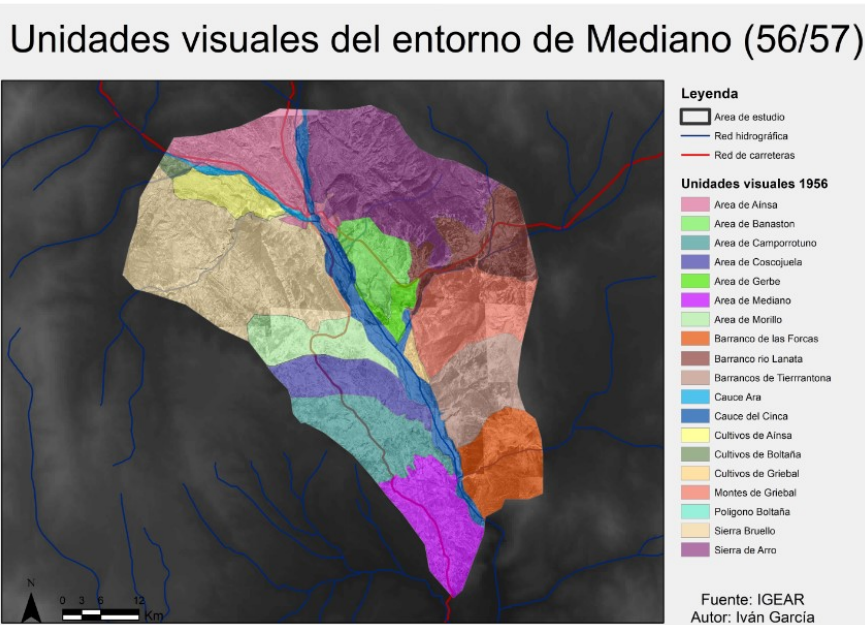 Unidades visuales del entorno de Mediano (56/57)
Leyenda
Area de estudio
Red hidrográfica
Red de carreteras
Unidades visuales 1956
Area de Aínsa
Area de Banaston
Area de Camporrotuno
Area de Coscojuela
Area de Gerbe
Area de Mediano
Area de Morillo
Barranco de las Forcas
Barranco rio Lanata
Barrancos de Tierrrantona
Cauce Ara
Cauce del Cinca
Cultivos de Aínsa
Cultivos de Boltaña
Cultivos de Griebal
Montes de Griebal
Poligono Boltaña
Sierra Bruello
Sierra de Arro
N
0 3 6 12
Km
Fuente: IGEAR
Autor: Iván García